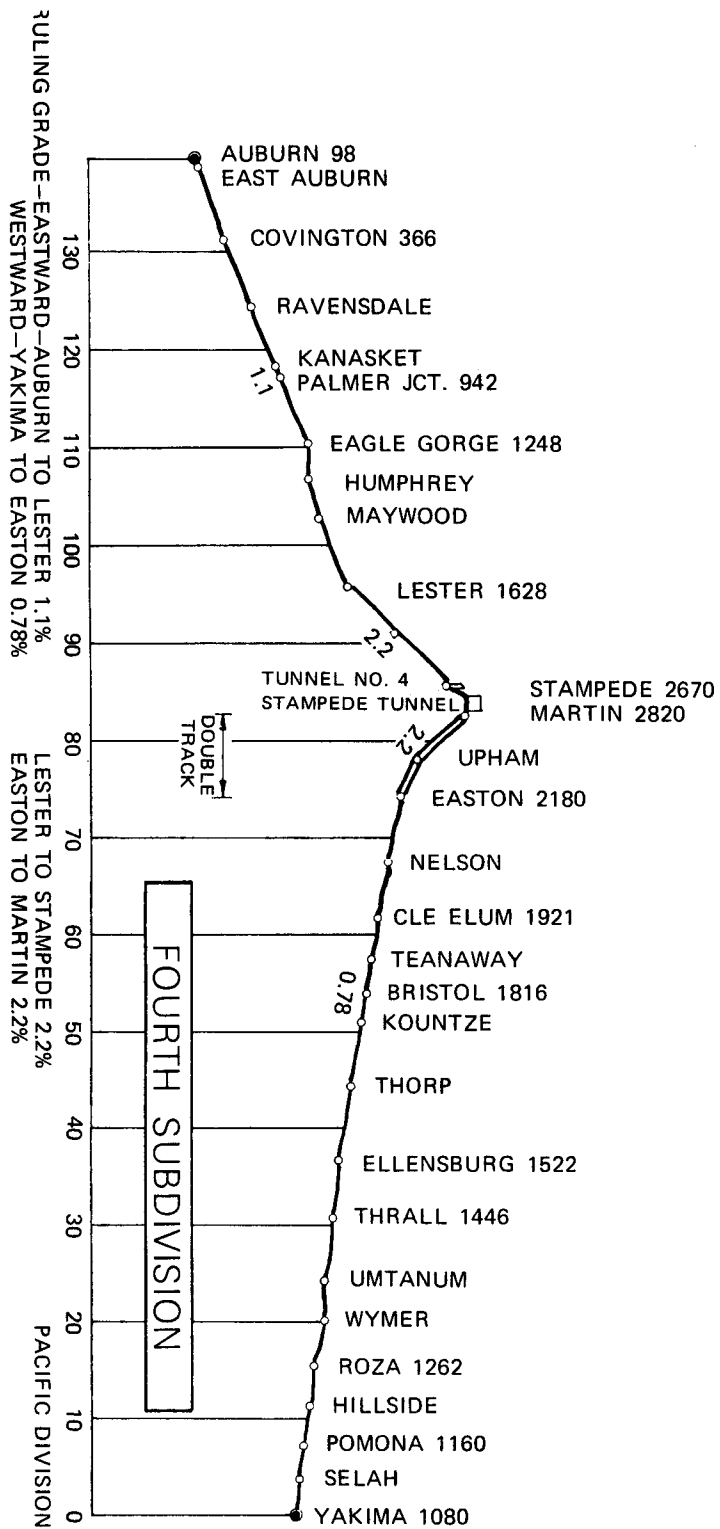 AUBURN 98
EAST AUBURN
COVINGTON 366
RAVENSDALE
KANASKET
PALMER JCT. 942
EAGLE GORGE 1248
HUMPHREY
MAYWOOD
LESTER 1628
TUNNEL NO. 4
STAMPEDE TUNNEL
STAMPEDE 2670
MARTIN 2820
UPHAM
EASTON 2180
NELSON
CLE ELUM 1921
TEANAWAY
BRISTOL 1816
KOUNTZE
THORP
ELLENSBURG 1522
THRALL 1446
UMTANUM
WYMER
ROZA 1262
HILLSIDE
POMONA 1160
SELAH
YAKIMA 1080
1.1
2.2
2.2
0.78
DOUBLE
TRACK
FOURTH SUBDIVISION
130
120
110
100
90
80
70
60
50
40
30
20
10
0
RULING GRADE—EASTWARD—AUBURN TO LESTER 1.1%
WESTWARD—YAKIMA TO EASTON 0.78%
LESTER TO STAMPEDE 2.2%
EASTON TO MARTIN 2.2%
PACIFIC DIVISION